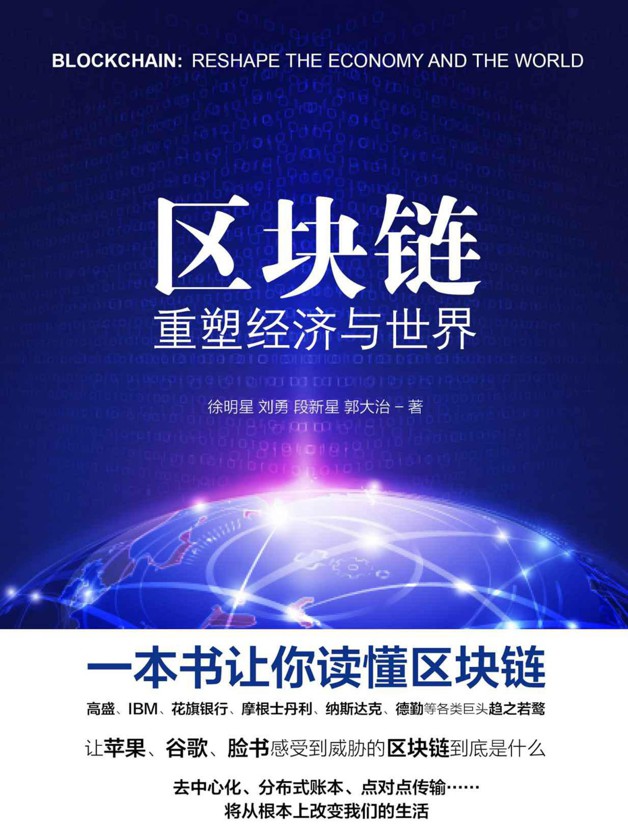 BLOCKCHAIN: RESHAPE THE ECONOMY AND THE WORLD
区块链
重塑经济与世界
徐明星 刘勇 段新星 郭大治 – 著
一本书让你读懂区块链
高盛、IBM、花旗银行、摩根士丹利、纳斯达克、德勤等各类巨头趋之若鹜
让苹果、谷歌、脸书感受到威胁的区块链到底是什么
去中心化、分布式账本、点对点传输……
将从根本上改变我们的生活